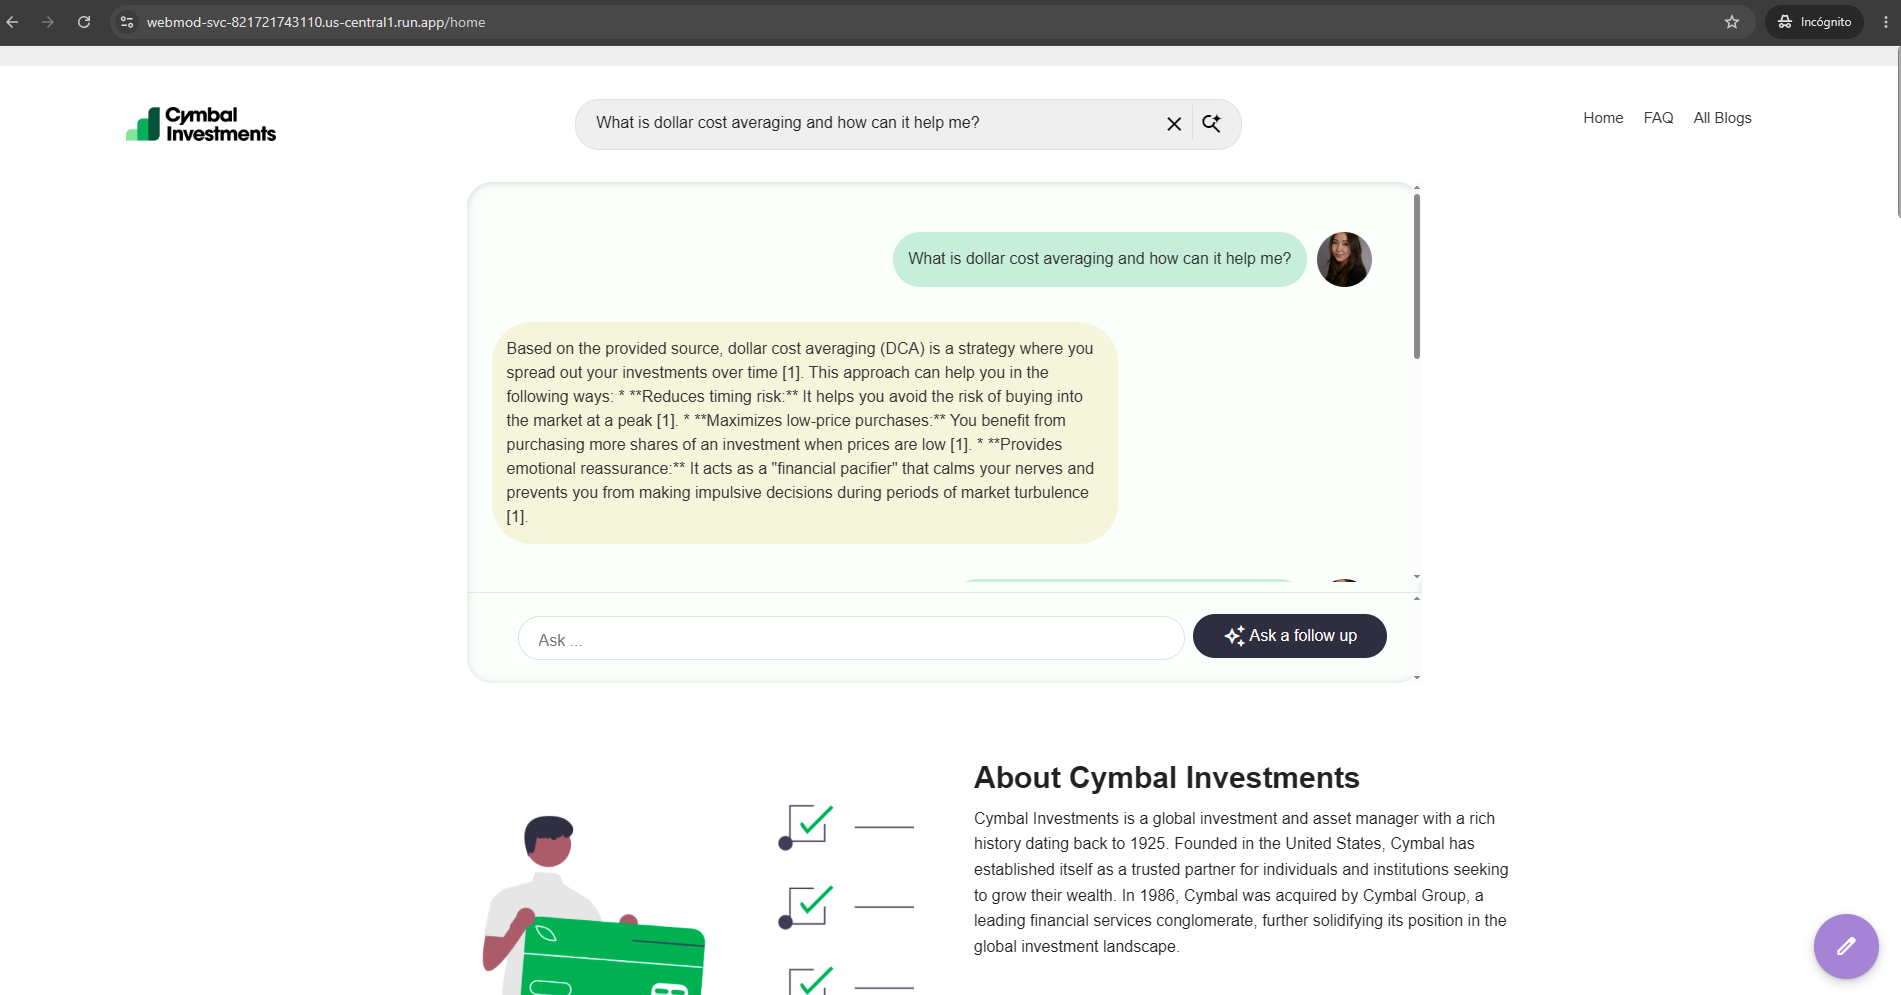 webmod-svc-821721743110.us-central1.run.app/home
Incógnito
Cymbal
Investments
What is dollar cost averaging and how can it help me?
Home
FAQ
All Blogs
What is dollar cost averaging and how can it help me?
Based on the provided source, dollar cost averaging (DCA) is a strategy where you
spread out your investments over time [1]. This approach can help you in the
following ways: * **Reduces timing risk:** It helps you avoid the risk of buying into
the market at a peak [1]. * **Maximizes low-price purchases:** You benefit from
purchasing more shares of an investment when prices are low [1]. * **Provides
emotional reassurance:** It acts as a "financial pacifier" that calms your nerves and
prevents you from making impulsive decisions during periods of market turbulence
[1].
Ask ...
Ask a follow up
About Cymbal Investments
Cymbal Investments is a global investment and asset manager with a rich
history dating back to 1925. Founded in the United States, Cymbal has
established itself as a trusted partner for individuals and institutions seeking
to grow their wealth. In 1986, Cymbal was acquired by Cymbal Group, a
leading financial services conglomerate, further solidifying its position in the
global investment landscape.